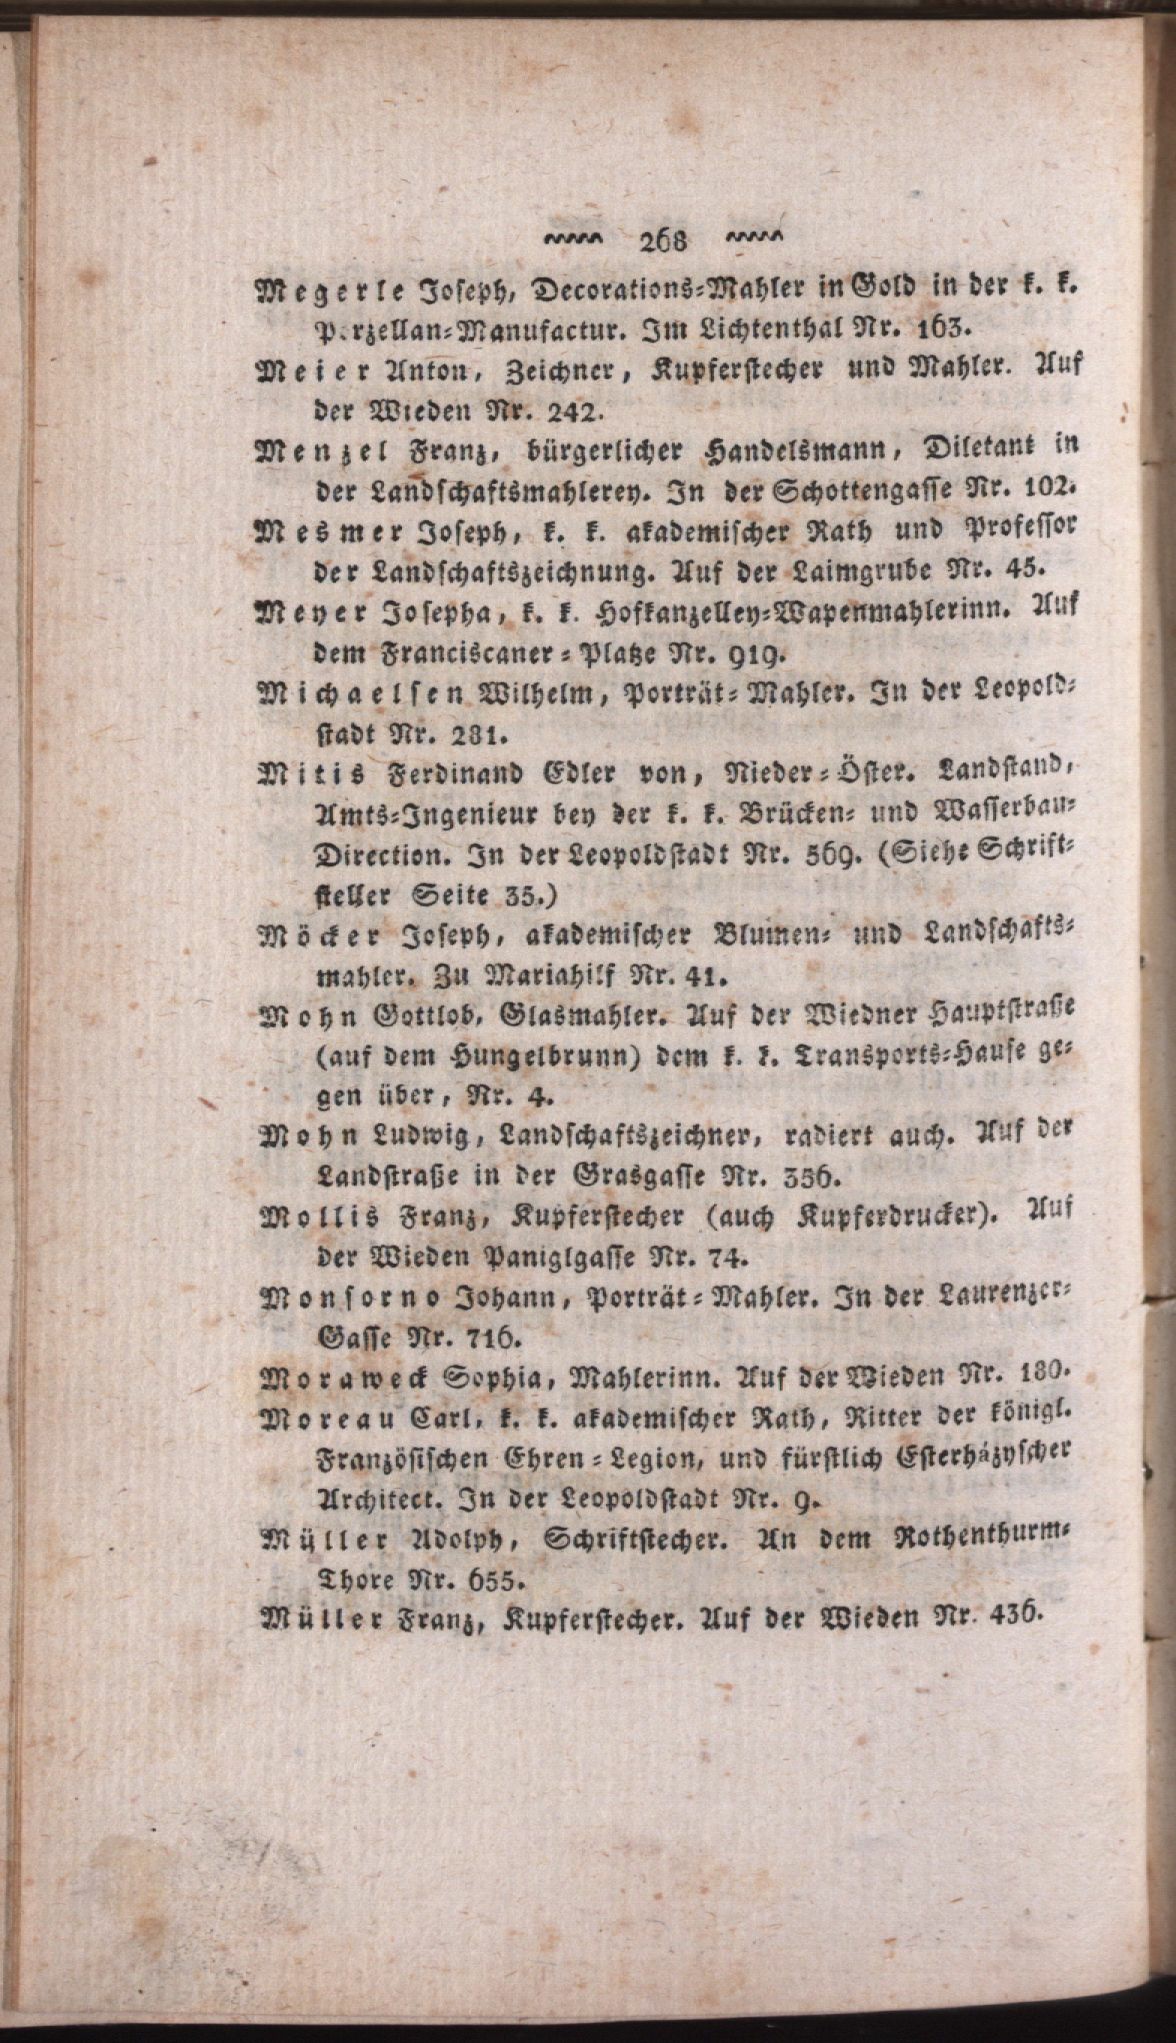 268
Megerle Joseph, Decorations-Mahler in Gold in der k. k.
Porzellan-Manufactur. Im Lichtenthal Nr. 163.
Meier Anton, Zeichner, Kupferstecher und Mahler. Auf
der Wieden Nr. 242.
Menzel Franz, bürgerlicher Handelsmann, Diletant in
der Landschaftsmahlerey. In der Schottengasse Nr. 102.
Mesmer Joseph, k. k. akademischer Rath und Professor
der Landschaftszeichnung. Auf der Laimgrube Nr. 45.
Meyer Josepha, k. k. Hofkanzelley-Wapenmahlerinn. Auf
dem Franciscaner-Platze Nr. 919.
Michaelsen Wilhelm, Porträt-Mahler. In der Leopold-
stadt Nr. 281.
Mitis Ferdinand Edler von, Nieder-Öster. Landstand,
Amts-Ingenieur bey der k. k. Brücken- und Wasserbau-
Direction. In der Leopoldstadt Nr. 569. (Siehe Schrift-
steller Seite 35.)
Möcker Joseph, akademischer Blumen- und Landschafts-
mahler. Zu Mariahilf Nr. 41.
Mohn Gottlob, Glasmahler. Auf der Wiedner Hauptstraße
(auf dem Hungelbrunn) dem k. k. Transports-Hause ge-
gen über, Nr. 4.
Mohn Ludwig, Landschaftszeichner, radiert auch. Auf der
Landstraße in der Grasgasse Nr. 356.
Mollis Franz, Kupferstecher (auch Kupferdrucker). Auf
der Wieden Paniglgasse Nr. 74.
Monsorno Johann, Porträt-Mahler. In der Laurenzer-
Gasse Nr. 716.
Moraweck Sophia, Mahlerinn. Auf der Wieden Nr. 180.
Moreau Carl, k. k. akademischer Rath, Ritter der königl.
Französischen Ehren-Legion, und fürstlich Esterházyscher
Architect. In der Leopoldstadt Nr. 9.
Müller Adolph, Schriftstecher. An dem Rothenthurm-
Thore Nr. 655.
Müller Franz, Kupferstecher. Auf der Wieden Nr. 436.